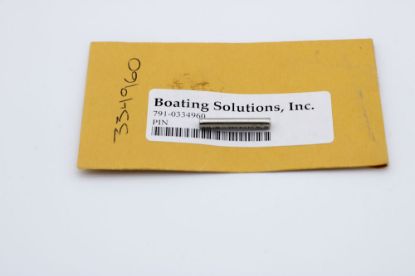 334960
Boating Solutions, Inc.
791-0334960
PIN